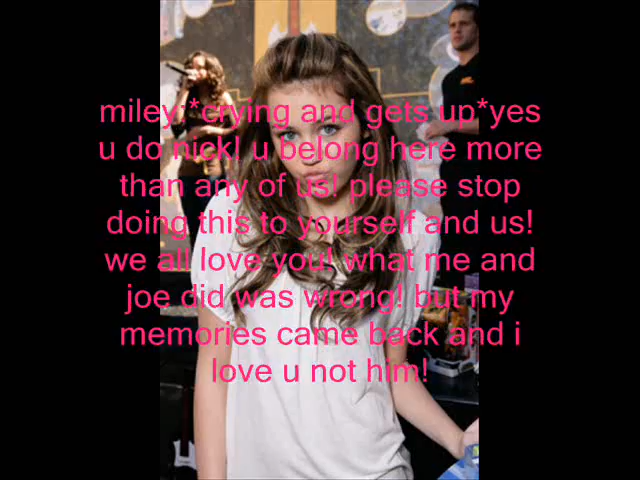 miley:*crying and gets up*yes
u do nick! u belong here more
than any of us! please stop
doing this to yourself and us!
we all love you! what me and
joe did was wrong! but my
memories came back and i
love u not him!